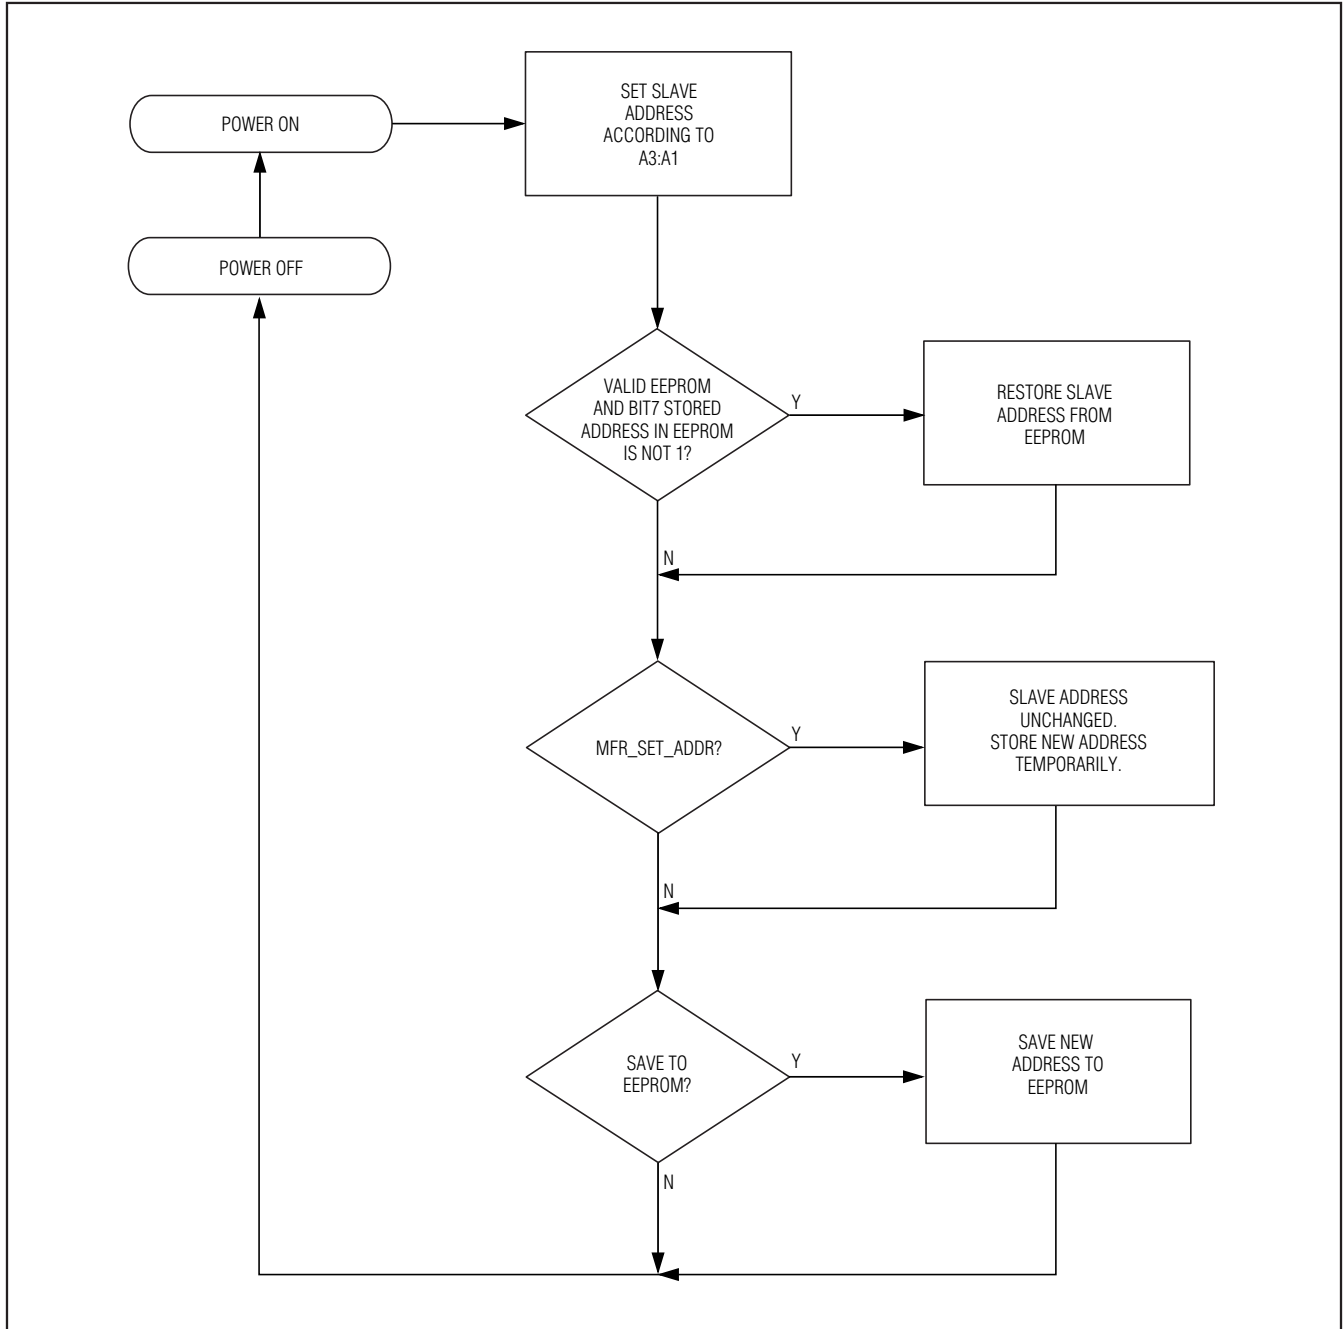 SET SLAVE
ADDRESS
ACCORDING TO
A3:A1
POWER ON
POWER OFF
VALID EEPROM
AND BIT7 STORED
ADDRESS IN EEPROM
IS NOT 1?
Y
RESTORE SLAVE
ADDRESS FROM
EEPROM
N
MFR_SET_ADDR?
Y
SLAVE ADDRESS
UNCHANGED.
STORE NEW ADDRESS
TEMPORARILY.
N
SAVE TO
EEPROM?
Y
SAVE NEW
ADDRESS TO
EEPROM
N